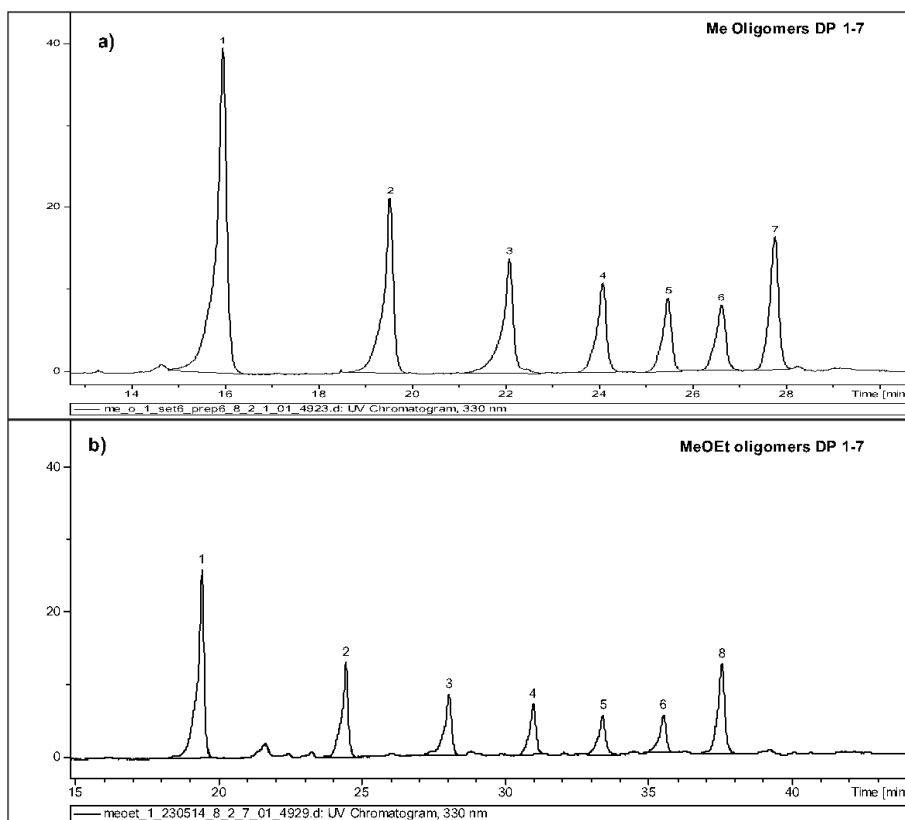 a)
Me Oligomers DP 1-7
40
20
0
1
2
3
4
5
6
7
14 16 18 20 22 24 26 28 Time [min
me_o_1_set6_prep6_8_2_1_01_4923.d: UV Chromatogram, 330 nm
b)
MeOEt oligomers DP 1-7
40
20
0
1
2
3
4
5
6
8
15 20 25 30 35 40 Time [min]
meoet_1_230514_8_2_7_01_4929.d: UV Chromatogram, 330 nm